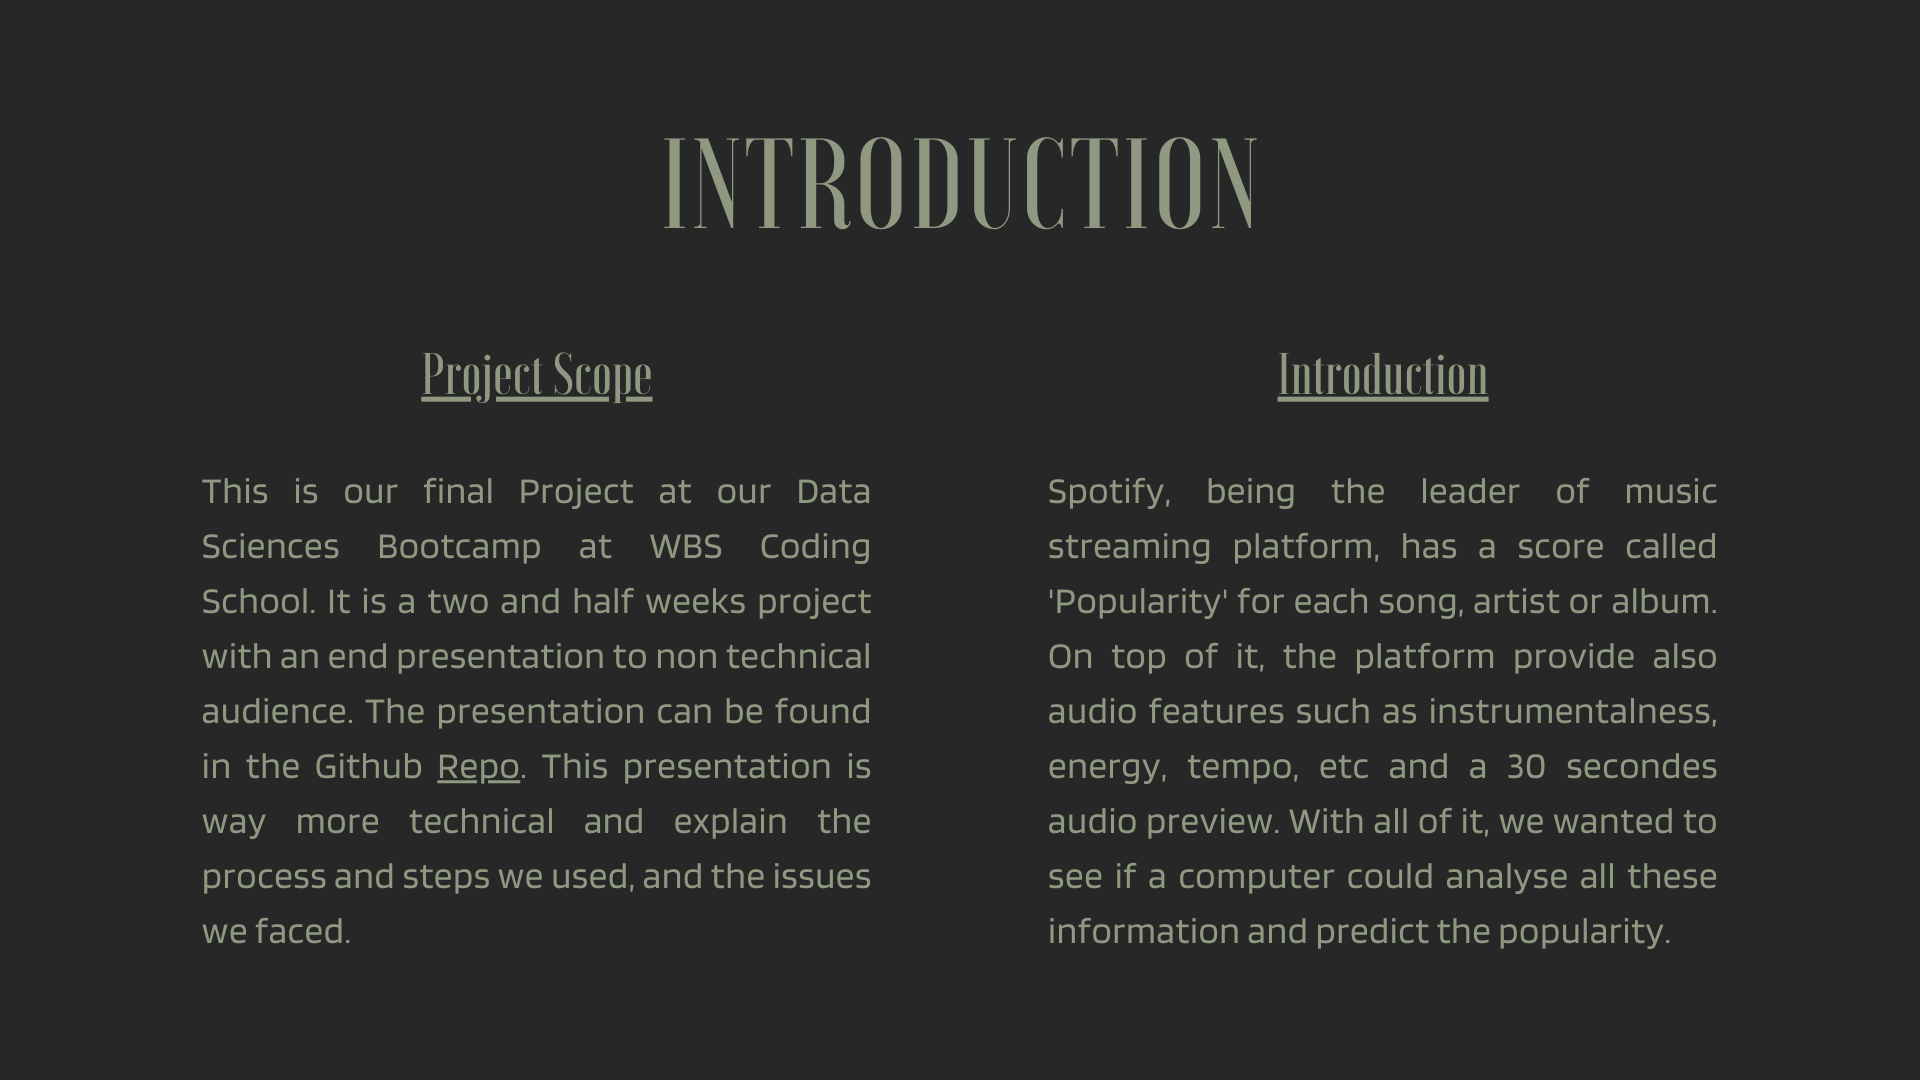 INTRODUCTION
Project Scope
This is our final Project at our Data
Sciences Bootcamp at WBS Coding
School. It is a two and half weeks project
with an end presentation to non technical
audience. The presentation can be found
in the Github Repo. This presentation is
way more technical and explain the
process and steps we used, and the issues
we faced.
Introduction
Spotify, being the leader of music
streaming platform, has a score called
'Popularity' for each song, artist or album.
On top of it, the platform provide also
audio features such as instrumentalness,
energy, tempo, etc and a 30 secondes
audio preview. With all of it, we wanted to
see if a computer could analyse all these
information and predict the popularity.